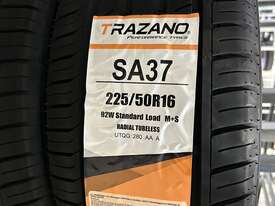 TRAZANO
PERFORMANCE TYRES
SA37
225/50R16
92W Standard Load M+S
RADIAL TUBELESS
UTQG 280 AA A